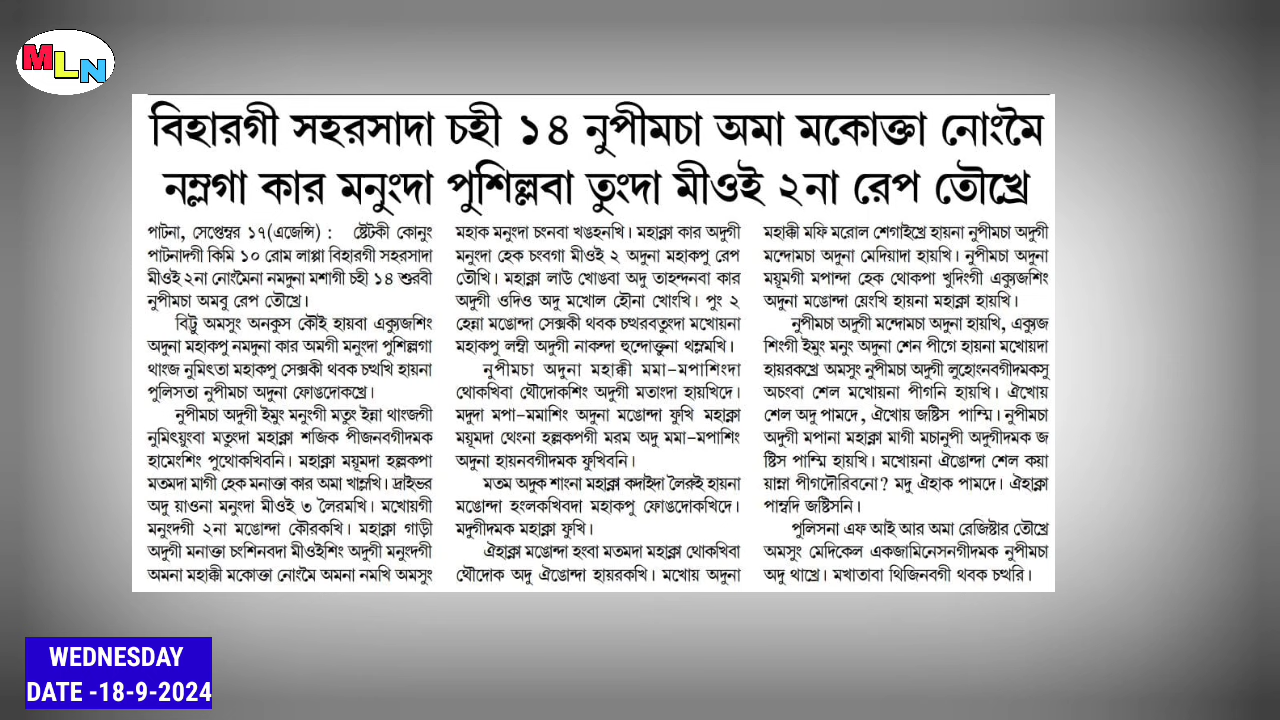 MLN
বিহারগী সহরসাদা চহী ১৪ নুপীমচা অমা মকোক্তা নোংমৈ
নম্লগা কার মনুংদা পুশিল্লবা তুংদা মীওই ২না রেপ তৌখ্রে
পাটনা, সেপ্তেম্বর ১৭(এজেন্সি) : ষ্টেটকী কোনুং
পাটনাদগী কিমি ১০ রোম লাপ্পা বিহারগী সহরসাদা
মীওই ২না নোংমৈনা নমদুনা মশাগী চহী ১৪ শুরবী
নুপীমচা অমবু রেপ তৌখ্রে।
বিট্টু অমসুং অনকুস কৌই হায়বা এক্যুজশিং
অদুনা মহাকপু নমদুনা কার অমগী মনুংদা পুশিল্লগা
থাংজ নুমিৎতা মহাকপু সেক্সকী থবক চত্থখি হায়না
পুলিসতা নুপীমচা অদুনা ফোঙদোকখ্রে।
নুপীমচা অদুগী ইমুং মনুংগী মতুং ইন্না থাংজগী
নুমিৎয়ুংবা মতুংদা মহাক্না শজিক পীজনবগীদমক
হামেংশিং পুথোকখিবনি। মহাক্না ময়ূমদা হল্লকপা
মতমদা মাগী হেক মনাক্তা কার অমা খাল্লখি। দ্রাইভর
অদু য়াওনা মনুংদা মীওই ৩ লৈরমখি। মখোয়গী
মনুংদগী ২না মঙোন্দা কৌরকখি। মহাক্না গাড়ী
অদুগী মনাক্তা চংশিনবদা মীওইশিং অদুগী মনুংদগী
অমনা মহাক্কী মকোক্তা নোংমৈ অমনা নমখি অমসুং
মহাক মনুংদা চংনবা খঙহনখি। মহাক্না কার অদুগী
মনুংদা হেক চংবগা মীওই ২ অদুনা মহাকপু রেপ
তৌখি। মহাক্না লাউ খোঙবা অদু তাহন্দনবা কার
অদুগী ওদিও অদু মখোল হৌনা খোংখি। পুং ২
হেন্না মঙোন্দা সেক্সকী থবক চত্থরবতুংদা মখোয়না
মহাকপু লম্বী অদুগী নাকন্দা হুন্দোক্তুনা থম্লমখি।
নুপীমচা অদুনা মহাক্কী মমা-মপাশিংদা
থোকখিবা থৌদোকশিং অদুগী মতাংদা হায়খিদে।
মদুদা মপা-মমাশিং অদুনা মঙোন্দা ফুখি মহাক্না
ময়ূমদা থেংনা হল্লকপগী মরম অদু মমা-মপাশিং
অদুনা হায়নবগীদমক ফুখিবনি।
মতম অদুক শাংনা মহাক্না কদাইদা লৈরুই হায়না
মঙোন্দা হংলকখিবদা মহাকপু ফোঙদোকখিদে।
মদুগীদমক মহাক্না ফুখি।
ঐহাক্না মঙোন্দা হংবা মতমদা মহাক্না থোকখিবা
থৌদোক অদু ঐঙোন্দা হায়রকখি। মখোয় অদুনা
মহাক্কী মফি মরোল শেগাইখ্রে হায়না নুপীমচা অদুগী
মন্দোমচা অদুনা মেদিয়াদা হায়খি। নুপীমচা অদুনা
ময়ূমগী মপান্দা হেক থোকপা খুদিংগী এক্যুজশিং
অদুনা মঙোন্দা য়েংখি হায়না মহাক্না হায়খি।
নুপীমচা অদুগী মন্দোমচা অদুনা হায়খি, এক্যুজ
শিংগী ইমুং মনুং অদুনা শেন পীগে হায়না মখোয়দা
হায়রকখ্রে অমসুং নুপীমচা অদুগী লুহোংনবগীদমকসু
অচংবা শেল মখোয়না পীগনি হায়খি। ঐখোয়
শেল অদু পামদে, ঐখোয় জষ্টিস পাম্মি। নুপীমচা
অদুগী মপানা মহাক্না মাগী মচানুপী অদুগীদমক জ
ষ্টিস পাম্মি হায়খি। মখোয়না ঐঙোন্দা শেল কয়া
য়াম্না পীগদৌরিবনো? মদু ঐহাক পামদে। ঐহাক্না
পাম্বদি জষ্টিসনি।
পুলিসনা এফ আই আর অমা রেজিষ্টার তৌখ্রে
অমসুং মেদিকেল একজামিনেসনগীদমক নুপীমচা
অদু থাখ্রে। মখাতাবা থিজিনবগী থবক চত্থরি।
WEDNESDAY
DATE -18-9-2024